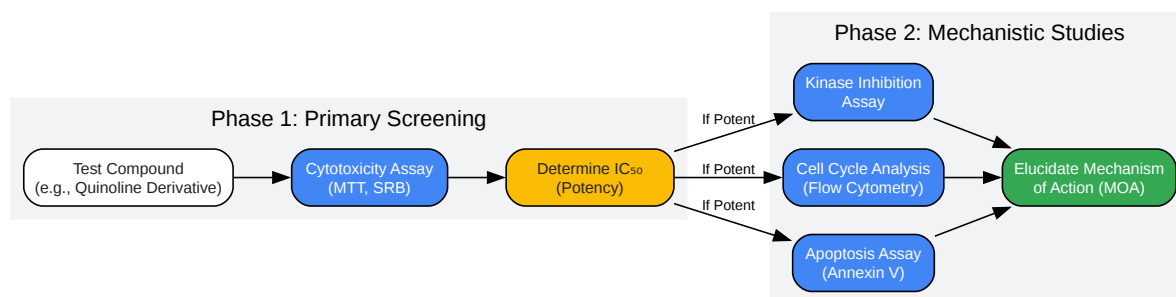 Phase 1: Primary Screening
Test Compound
(e.g., Quinoline Derivative)
Cytotoxicity Assay
(MTT, SRB)
Determine IC₅₀
(Potency)
If Potent
If Potent
If Potent
Phase 2: Mechanistic Studies
Kinase Inhibition
Assay
Cell Cycle Analysis
(Flow Cytometry)
Apoptosis Assay
(Annexin V)
Elucidate Mechanism
of Action (MOA)